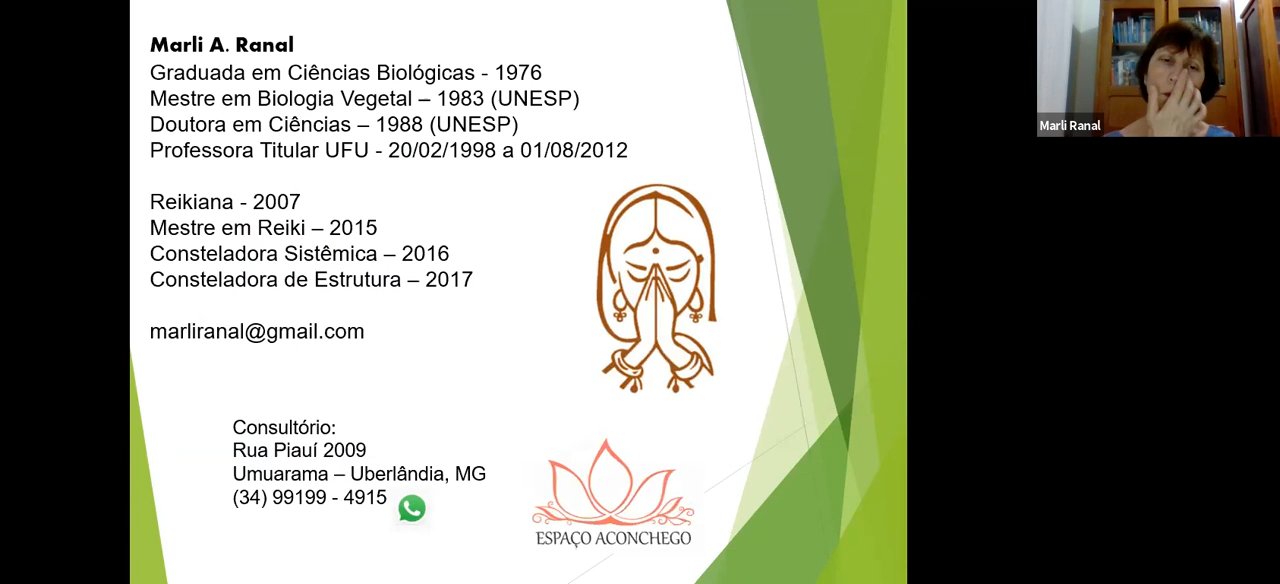 Marli A. Ranal
Graduada em Ciências Biológicas - 1976
Mestre em Biologia Vegetal – 1983 (UNESP)
Doutora em Ciências – 1988 (UNESP)
Professora Titular UFU - 20/02/1998 a 01/08/2012
Reikiana - 2007
Mestre em Reiki – 2015
Consteladora Sistêmica – 2016
Consteladora de Estrutura – 2017
marliranal@gmail.com
Consultório:
Rua Piauí 2009
Umuarama – Uberlândia, MG
(34) 99199 - 4915
ESPAÇO ACONCHEGO
Marli Ranal